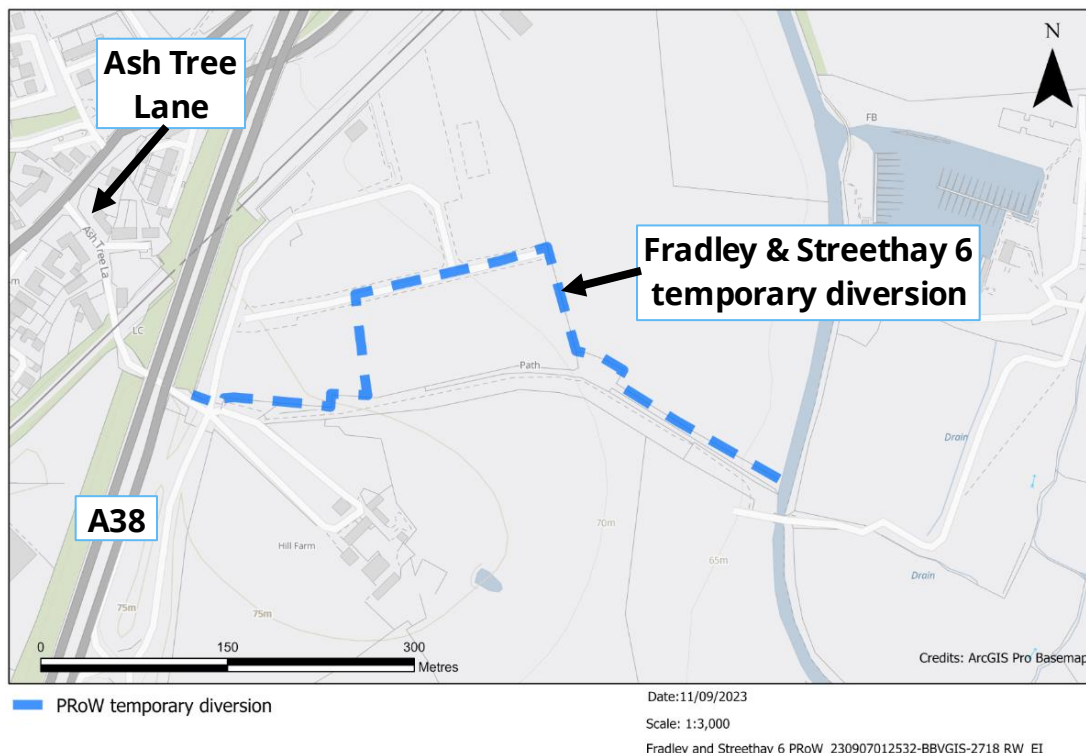 Ash Tree
Lane
N
FB
Ash Tree La
Fradley & Streethay 6
temporary diversion
LC
Path
Drain
A38
Hill Farm
70m
65m
Drain
75m
75m
0
150
300
Metres
Credits: ArcGIS Pro Basemap
PRoW temporary diversion
Date:11/09/2023
Scale: 1:3,000
Fradley and Streethay 6 PRoW_230907012532-BBVGIS-2718_RW_EI